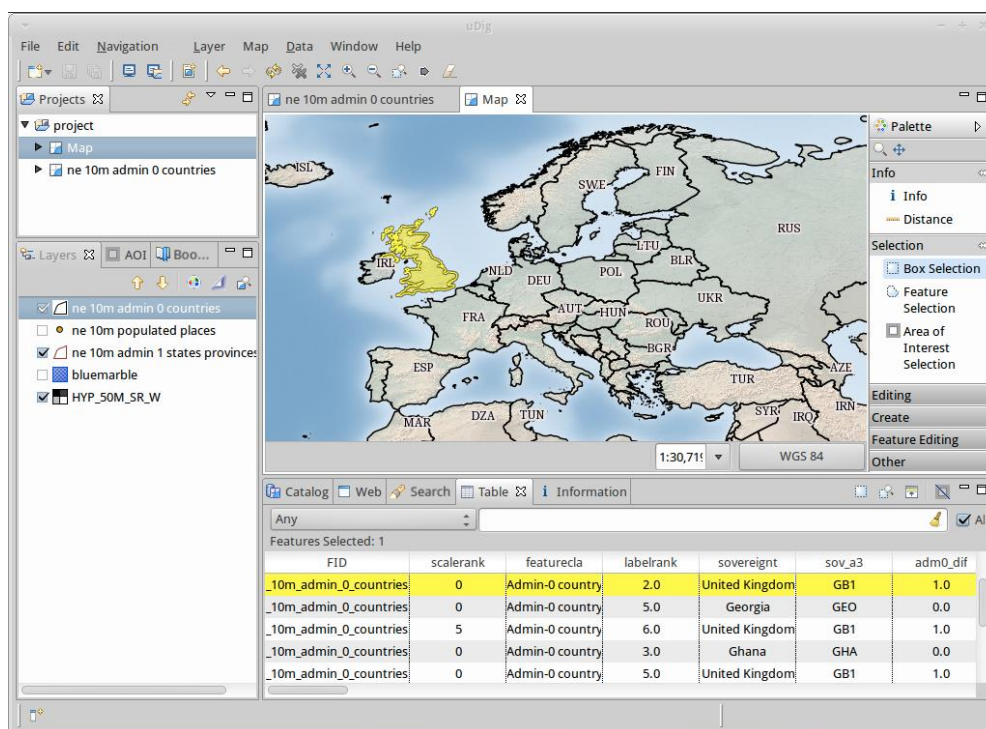 uDig
File Edit Navigation Layer Map Data Window Help
Projects
project
Map
ne 10m admin 0 countries
Layers AOI Boo...
ne 10m admin 0 countries
ne 10m populated places
ne 10m admin 1 states provinces
bluemarble
HYP_50M_SR_W
ne 10m admin 0 countries Map
ISL
SWE
FIN
RUS
IRL
LTU
BLR
NLD
DEU
POL
UKR
FRA
AUT
HUN
ROU
BGR
ESP
TUR
AZE
MAR
DZA
TUN
SYR
IRQ
IRN
1:30,71 WGS 84
Palette
Info
Info
Distance
Selection
Box Selection
Feature
Selection
Area of
Interest
Selection
Editing
Create
Feature Editing
Other
Catalog Web Search Table Information
Any Al
Features Selected: 1
FID scalerank featurecla labelrank sovereignt sov_a3 adm0_dif
_10m_admin_0_countries 0 Admin-0 country 2.0 United Kingdom GB1 1.0
_10m_admin_0_countries 0 Admin-0 country 5.0 Georgia GEO 0.0
_10m_admin_0_countries 5 Admin-0 country 6.0 United Kingdom GB1 1.0
_10m_admin_0_countries 0 Admin-0 country 3.0 Ghana GHA 0.0
_10m_admin_0_countries 0 Admin-0 country 5.0 United Kingdom GB1 1.0